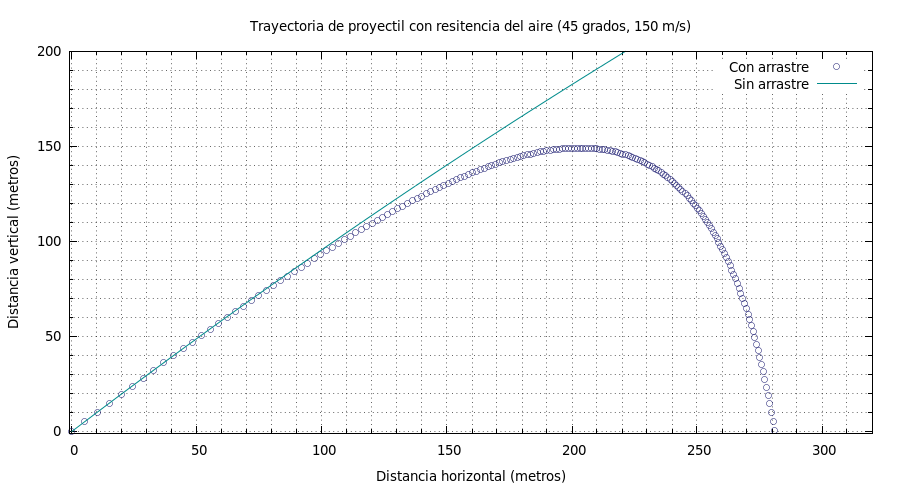 Trayectoria de proyectil con resitencia del aire (45 grados, 150 m/s)
200
150
100
50
0
Distancia vertical (metros)
Con arrastre
Sin arrastre
0 50 100 150 200 250 300
Distancia horizontal (metros)